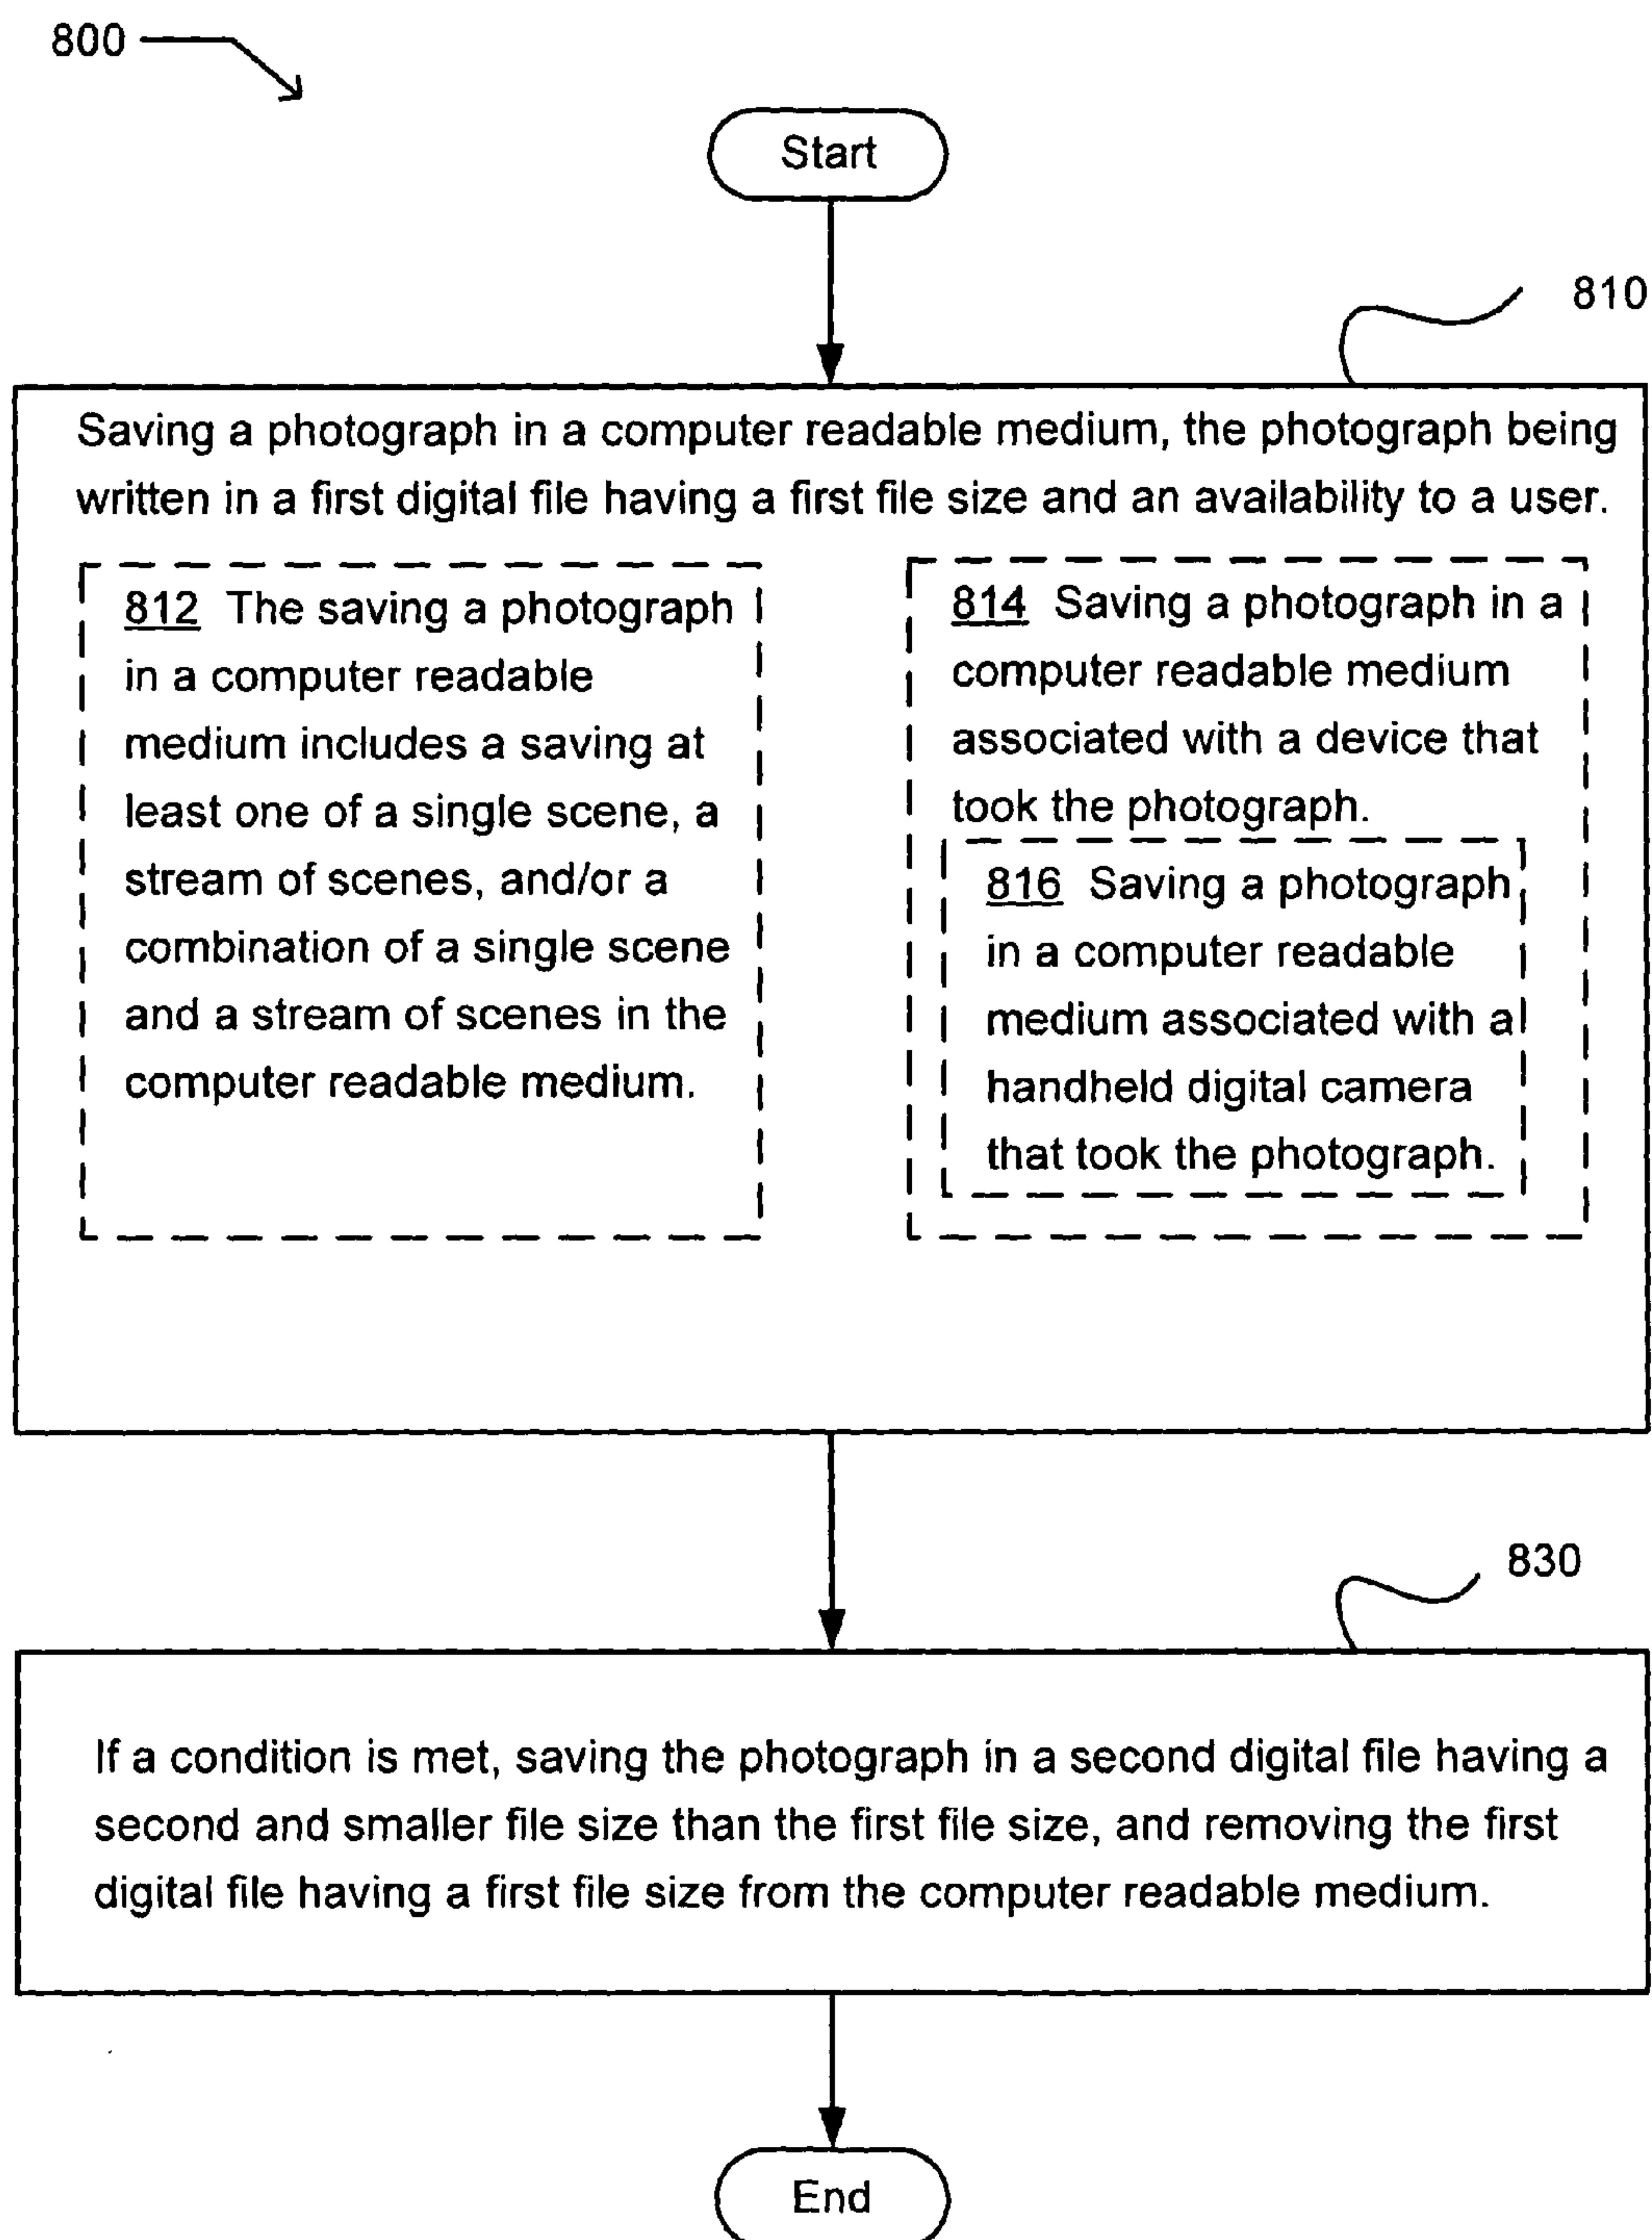 800
Start
810
Saving a photograph in a computer readable medium, the photograph being
written in a first digital file having a first file size and an availability to a user.
812 The saving a photograph
in a computer readable
medium includes a saving at
least one of a single scene, a
stream of scenes, and/or a
combination of a single scene
and a stream of scenes in the
computer readable medium.
814 Saving a photograph in a
computer readable medium
associated with a device that
took the photograph.
816 Saving a photograph
in a computer readable
medium associated with a
handheld digital camera
that took the photograph.
830
If a condition is met, saving the photograph in a second digital file having a
second and smaller file size than the first file size, and removing the first
digital file having a first file size from the computer readable medium.
End